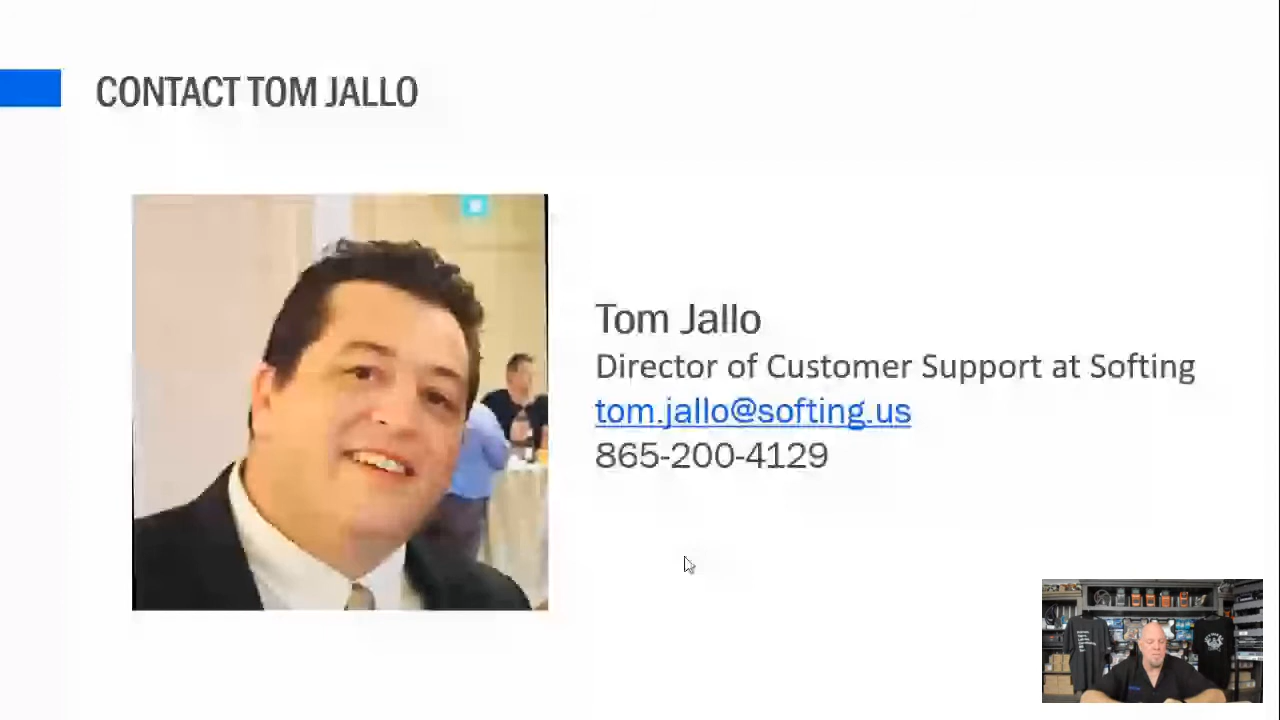 CONTACT TOM JALLO
Tom Jallo
Director of Customer Support at Softing
tom.jallo@softing.us
865-200-4129